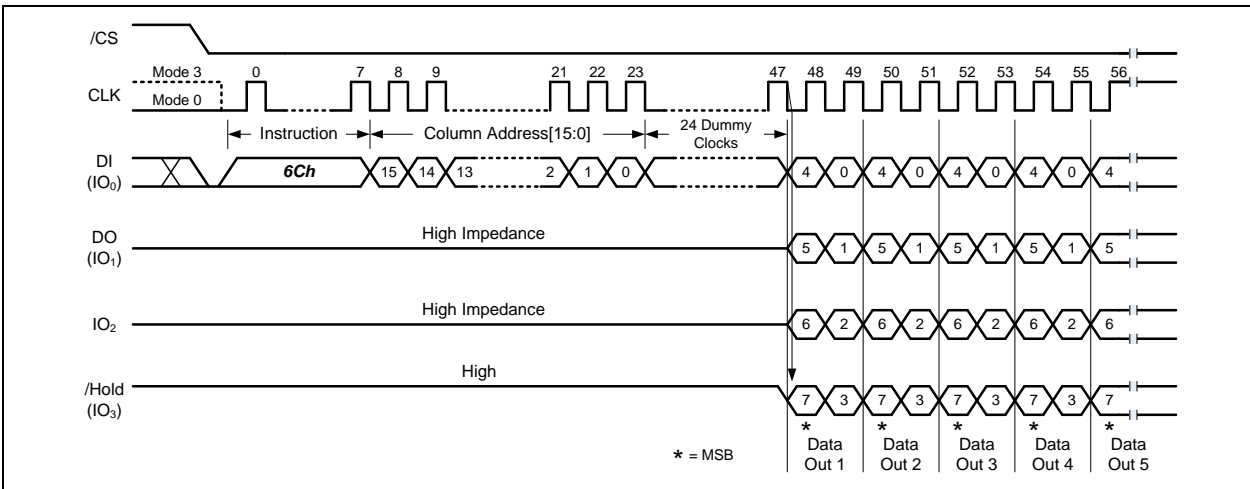 /CS
Mode 3 0 7 8 9 21 22 23 47 48 49 50 51 52 53 54 55 56
CLK
Mode 0
Instruction Column Address[15:0] 24 Dummy
Clocks
DI
(IO0) 6Ch 15 14 13 2 1 0 4 0 4 0 4 0 4 0 4
DO
(IO1) High Impedance 5 1 5 1 5 1 5 1 5
IO2 High Impedance 6 2 6 2 6 2 6 2 6
High
/Hold
(IO3) 7 3 7 3 7 3 7 3 7
* * * * *
* = MSB
Data Data Data Data Data
Out 1 Out 2 Out 3 Out 4 Out 5